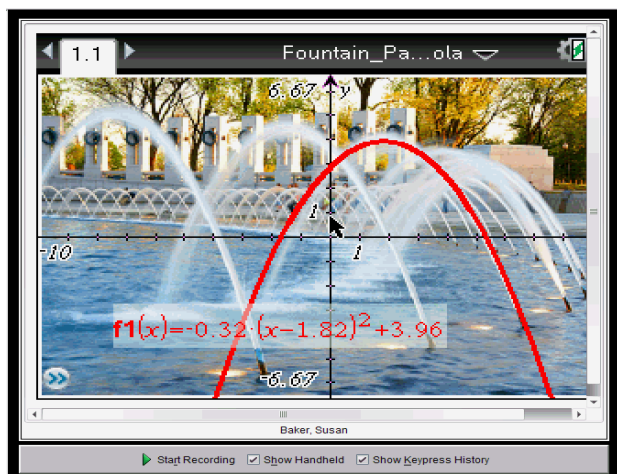 1.1 Fountain_Pa...ola
6.67 y
1
-10 1
f1(x)=-0.32·(x-1.82)²+3.96
-6.67
Baker, Susan
Start Recording Show Handheld Show Keypress History